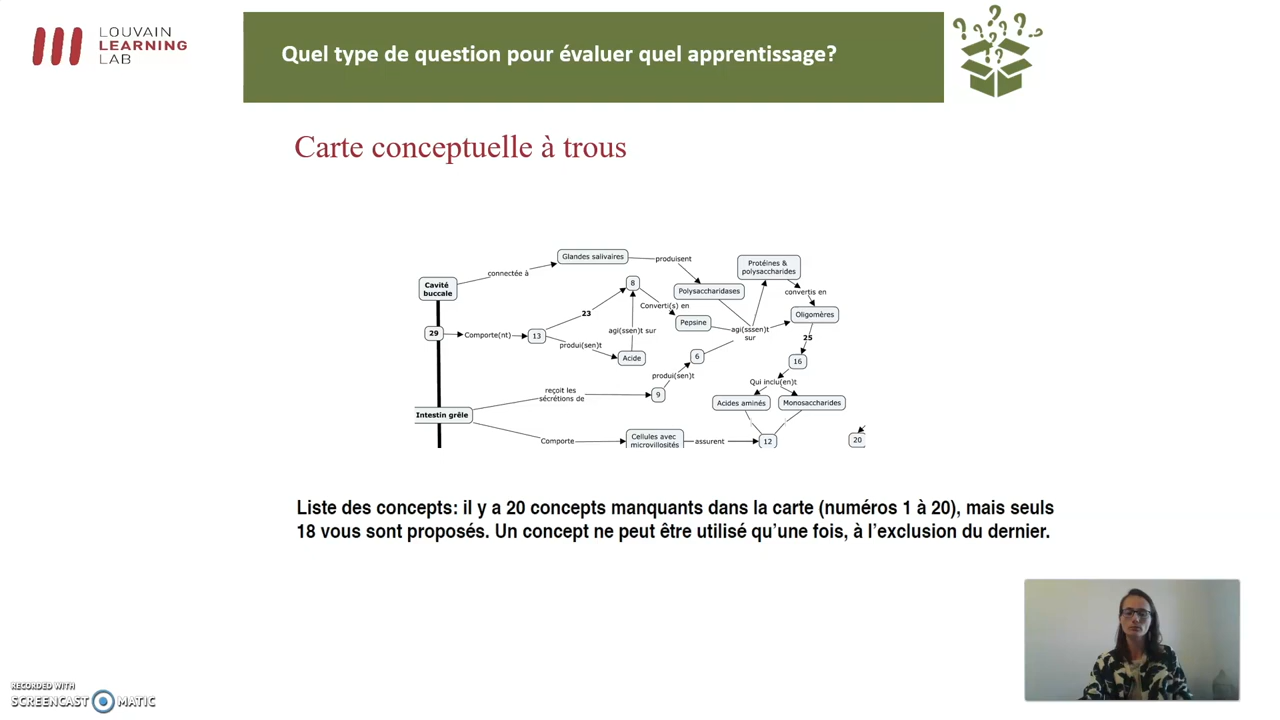 LOUVAIN
LEARNING
LAB
Quel type de question pour évaluer quel apprentissage?
Carte conceptuelle à trous
Glandes salivaires
produisent
connectée à
Protéines &
polysaccharides
Cavité
buccale
8
Polysaccharidases
convertis en
Converti(s) en
23
Pepsine
Oligomères
29
Comporte(nt)
13
agi(ssen)t sur
agi(sssen)t
sur
25
produi(sen)t
Acide
6
16
produi(sen)t
Qui inclu(en)t
reçoit les
sécrétions de
9
Acides aminés
Monosaccharides
Intestin grêle
Comporte
Cellules avec
microvillosités
assurent
12
20
Liste des concepts: il y a 20 concepts manquants dans la carte (numéros 1 à 20), mais seuls
18 vous sont proposés. Un concept ne peut être utilisé qu'une fois, à l'exclusion du dernier.
RECORDED WITH
SCREENCAST MATIC